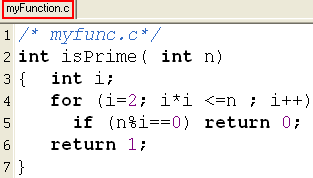 myFunction.c
1 /* myfunc.c*/
2 int isPrime( int n)
3 {  int i;
4   for (i=2; i*i <=n ; i++)
5     if (n%i==0) return 0;
6   return 1;
7 }